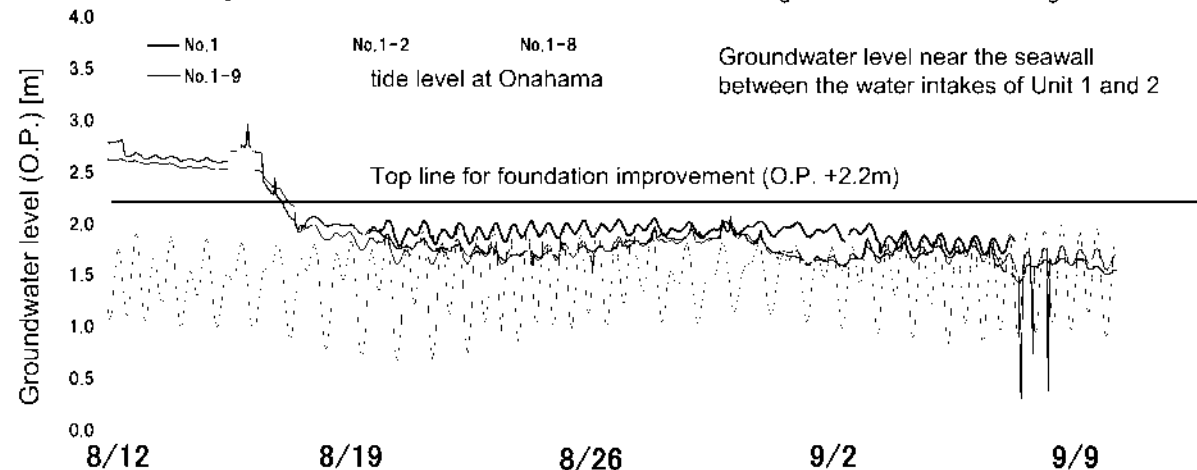 4.0
No.1 No.1-2 No.1-8
No.1-9
tide level at Onahama
Groundwater level near the seawall
between the water intakes of Unit 1 and 2
3.5
3.0
2.5
Top line for foundation improvement (O.P. +2.2m)
2.0
1.5
1.0
0.5
0.0
Groundwater level (O.P.) [m]
8/12 8/19 8/26 9/2 9/9